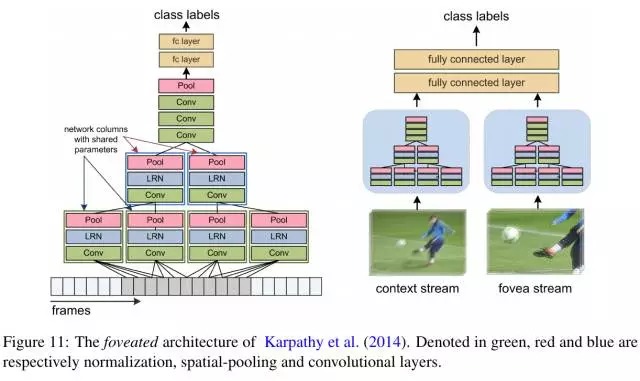 class labels
fc layer
fc layer
Pool
Conv
Conv
Conv
network columns
with shared
parameters
Pool
Pool
LRN
LRN
Conv
Conv
Pool
Pool
Pool
Pool
LRN
LRN
LRN
LRN
Conv
Conv
Conv
Conv
frames
class labels
fully connected layer
fully connected layer
context stream
fovea stream
Figure 11: The foveated architecture of Karpathy et al. (2014). Denoted in green, red and blue are
respectively normalization, spatial-pooling and convolutional layers.